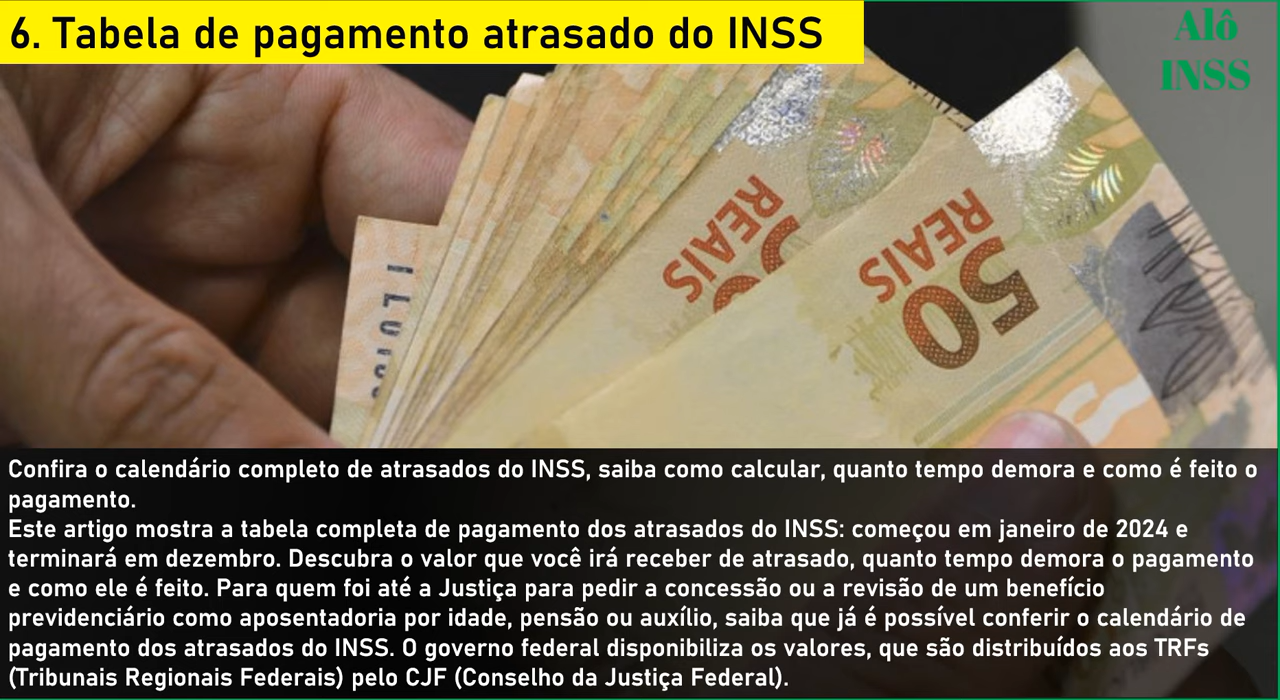 6. Tabela de pagamento atrasado do INSS
Alô
INSS
REAIS
50
REAIS
50
Confira o calendário completo de atrasados do INSS, saiba como calcular, quanto tempo demora e como é feito o
pagamento.
Este artigo mostra a tabela completa de pagamento dos atrasados do INSS: começou em janeiro de 2024 e
terminará em dezembro. Descubra o valor que você irá receber de atrasado, quanto tempo demora o pagamento
e como ele é feito. Para quem foi até a Justiça para pedir a concessão ou a revisão de um benefício
previdenciário como aposentadoria por idade, pensão ou auxílio, saiba que já é possível conferir o calendário de
pagamento dos atrasados do INSS. O governo federal disponibiliza os valores, que são distribuídos aos TRFs
(Tribunais Regionais Federais) pelo CJF (Conselho da Justiça Federal).